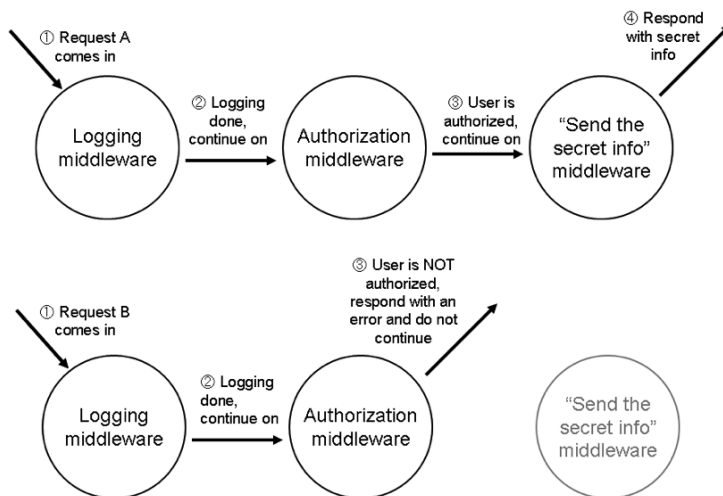 ① Request A
comes in
Logging
middleware
② Logging
done,
continue on
Authorization
middleware
③ User is
authorized,
continue on
“Send the
secret info”
middleware
④ Respond
with secret
info
① Request B
comes in
Logging
middleware
② Logging
done,
continue on
Authorization
middleware
③ User is NOT
authorized,
respond with an
error and do not
continue
“Send the
secret info”
middleware